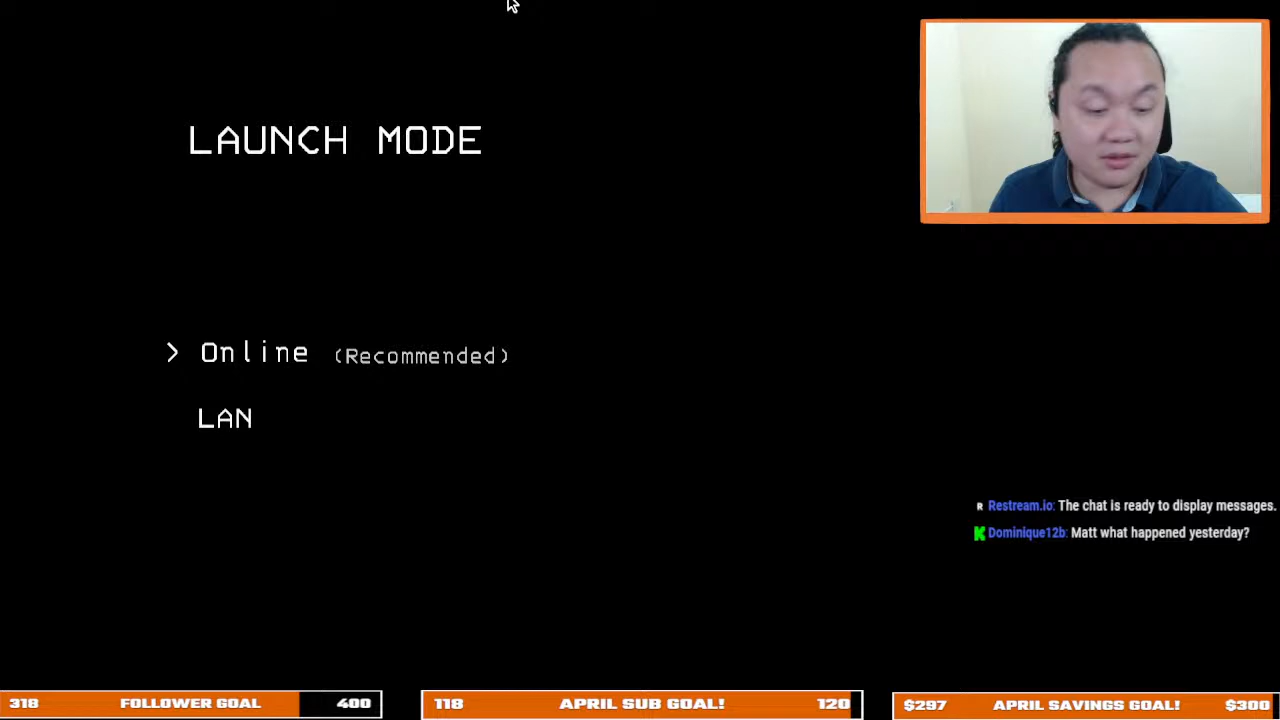 LAUNCH MODE
> Online (Recommended)
LAN
R Restream.io: The chat is ready to display messages.
K Dominique12b: Matt what happened yesterday?
318 FOLLOWER GOAL 400
118 APRIL SUB GOAL! 120
$297 APRIL SAVINGS GOAL! $300